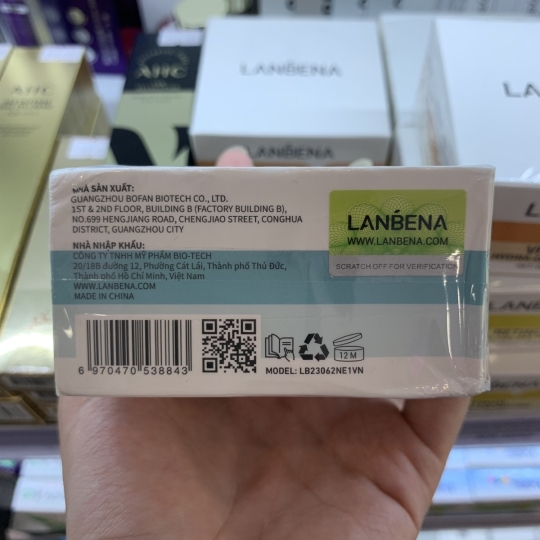 AHC
LANBENA
LANBENA
AHC
NHÀ SẢN XUẤT:
GUANGZHOU BOFAN BIOTECH CO., LTD.
1ST & 2ND FLOOR, BUILDING B (FACTORY BUILDING B),
NO.699 HENGJIANG ROAD, CHENGJIAO STREET, CONGHUA
DISTRICT, GUANGZHOU CITY
NHÀ NHẬP KHẨU:
CÔNG TY TNHH MỸ PHẨM BIO-TECH
20/18B đường 12, Phường Cát Lái, Thành phố Thủ Đức,
Thành phố Hồ Chí Minh, Việt Nam
WWW.LANBENA.COM
MADE IN CHINA
LANBENA
WWW.LANBENA.COM
SCRATCH OFF FOR VERIFICATION
6 970470 538843
12 M
MODEL: LB23062NE1VN